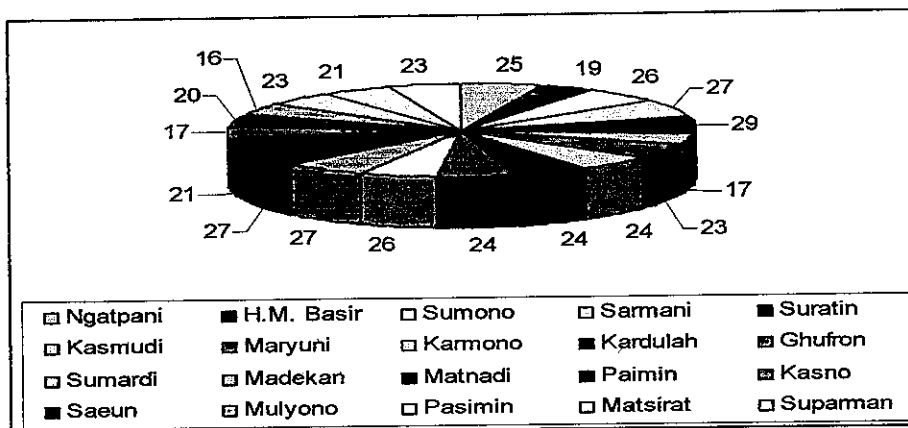 16 23 21 23 25 19 26 27
20 29
17 17
21 23
27 27 26 24 24 24
Ngatpani H.M. Basir Sumono Sarmani Suratin
Kasmudi Maryuni Karmono Kardulah Ghufron
Sumardi Madekan Matnadi Paimin Kasno
Saeun Mulyono Pasimin Matsirat Suparman